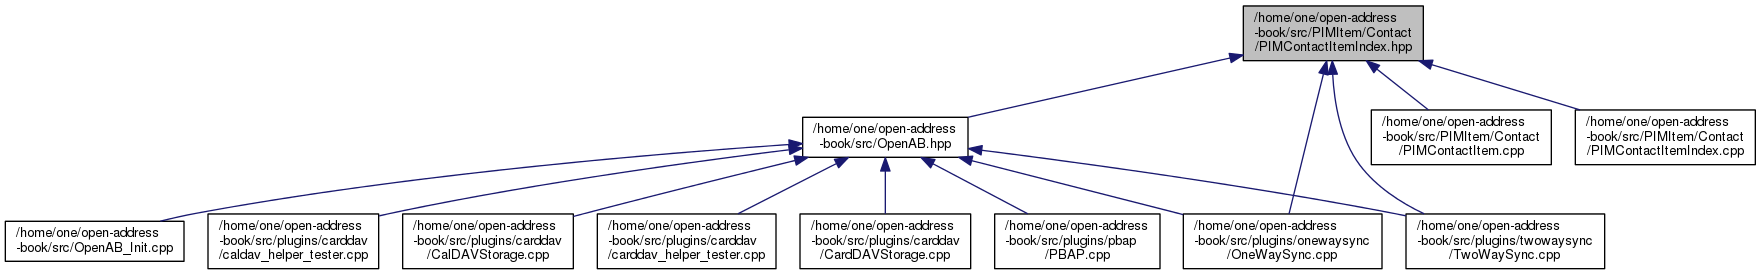 /home/one/open-address
-book/src/PIMItem/Contact
/PIMContactItemIndex.hpp
/home/one/open-address
-book/src/OpenAB.hpp
/home/one/open-address
-book/src/PIMItem/Contact
/PIMContactItem.cpp
/home/one/open-address
-book/src/PIMItem/Contact
/PIMContactItemIndex.cpp
/home/one/open-address
-book/src/OpenAB_Init.cpp
/home/one/open-address
-book/src/plugins/carddav
/caldav_helper_tester.cpp
/home/one/open-address
-book/src/plugins/carddav
/CalDAVStorage.cpp
/home/one/open-address
-book/src/plugins/carddav
/carddav_helper_tester.cpp
/home/one/open-address
-book/src/plugins/carddav
/CardDAVStorage.cpp
/home/one/open-address
-book/src/plugins/pbap
/PBAP.cpp
/home/one/open-address
-book/src/plugins/onewaysync
/OneWaySync.cpp
/home/one/open-address
-book/src/plugins/twowaysync
/TwoWaySync.cpp